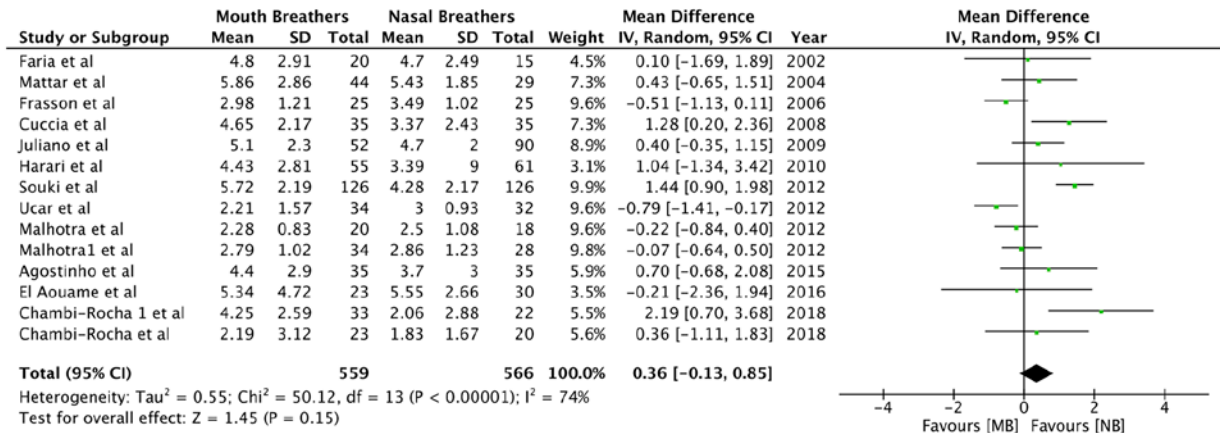 Mouth Breathers Nasal Breathers Mean Difference Mean Difference
Study or Subgroup Mean SD Total Mean SD Total Weight IV, Random, 95% CI Year IV, Random, 95% CI
Faria et al 4.8 2.91 20 4.7 2.49 15 4.5% 0.10 [-1.69, 1.89] 2002
Mattar et al 5.86 2.86 44 5.43 1.85 29 7.3% 0.43 [-0.65, 1.51] 2004
Frasson et al 2.98 1.21 25 3.49 1.02 25 9.6% -0.51 [-1.13, 0.11] 2006
Cuccia et al 4.65 2.17 35 3.37 2.43 35 7.3% 1.28 [0.20, 2.36] 2008
Juliano et al 5.1 2.3 52 4.7 2 90 8.9% 0.40 [-0.35, 1.15] 2009
Harari et al 4.43 2.81 55 3.39 9 61 3.1% 1.04 [-1.34, 3.42] 2010
Souki et al 5.72 2.19 126 4.28 2.17 126 9.9% 1.44 [0.90, 1.98] 2012
Ucar et al 2.21 1.57 34 3 0.93 32 9.6% -0.79 [-1.41, -0.17] 2012
Malhotra et al 2.28 0.83 20 2.5 1.08 18 9.6% -0.22 [-0.84, 0.40] 2012
Malhotra1 et al 2.79 1.02 34 2.86 1.23 28 9.8% -0.07 [-0.64, 0.50] 2012
Agostinho et al 4.4 2.9 35 3.7 3 35 5.9% 0.70 [-0.68, 2.08] 2015
El Aouame et al 5.34 4.72 23 5.55 2.66 30 3.5% -0.21 [-2.36, 1.94] 2016
Chambi-Rocha 1 et al 4.25 2.59 33 2.06 2.88 22 5.5% 2.19 [0.70, 3.68] 2018
Chambi-Rocha et al 2.19 3.12 23 1.83 1.67 20 5.6% 0.36 [-1.11, 1.83] 2018
Total (95% CI) 559 566 100.0% 0.36 [-0.13, 0.85]
Heterogeneity: Tau² = 0.55; Chi² = 50.12, df = 13 (P < 0.00001); I² = 74%
Test for overall effect: Z = 1.45 (P = 0.15)
-4 -2 0 2 4
Favours [MB] Favours [NB]